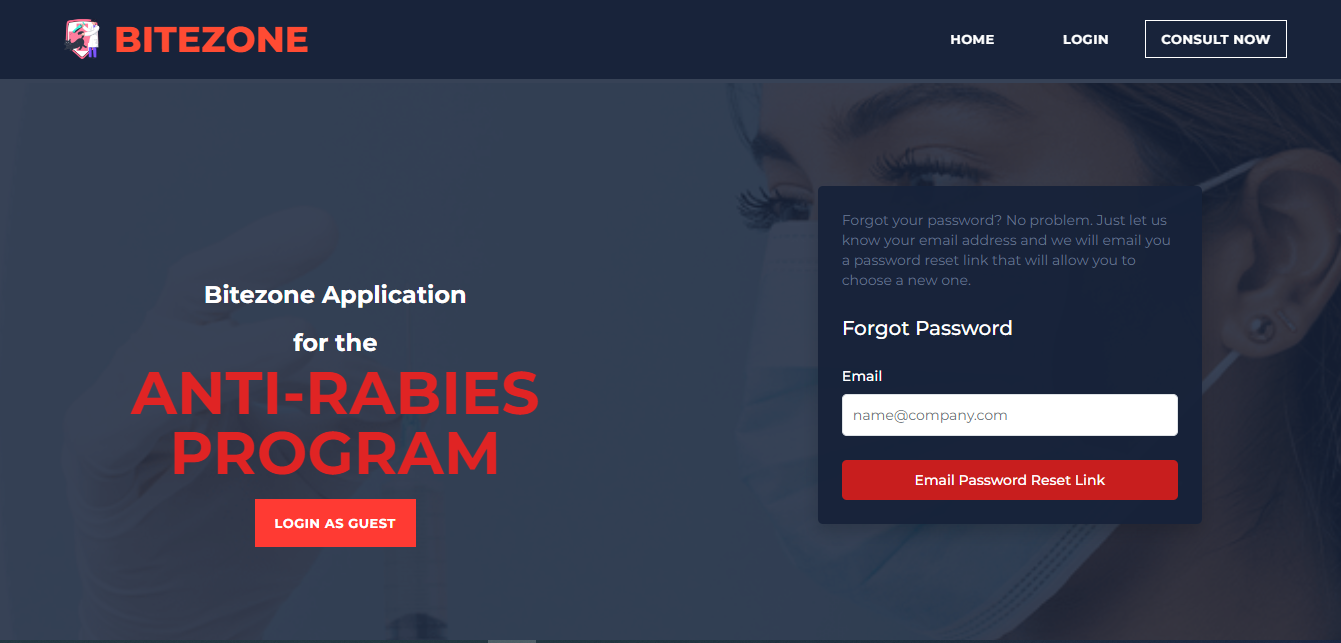 BITEZONE
HOME
LOGIN
CONSULT NOW
Bitezone Application
for the
ANTI-RABIES
PROGRAM
LOGIN AS GUEST
Forgot your password? No problem. Just let us
know your email address and we will email you
a password reset link that will allow you to
choose a new one.
Forgot Password
Email
name@company.com
Email Password Reset Link